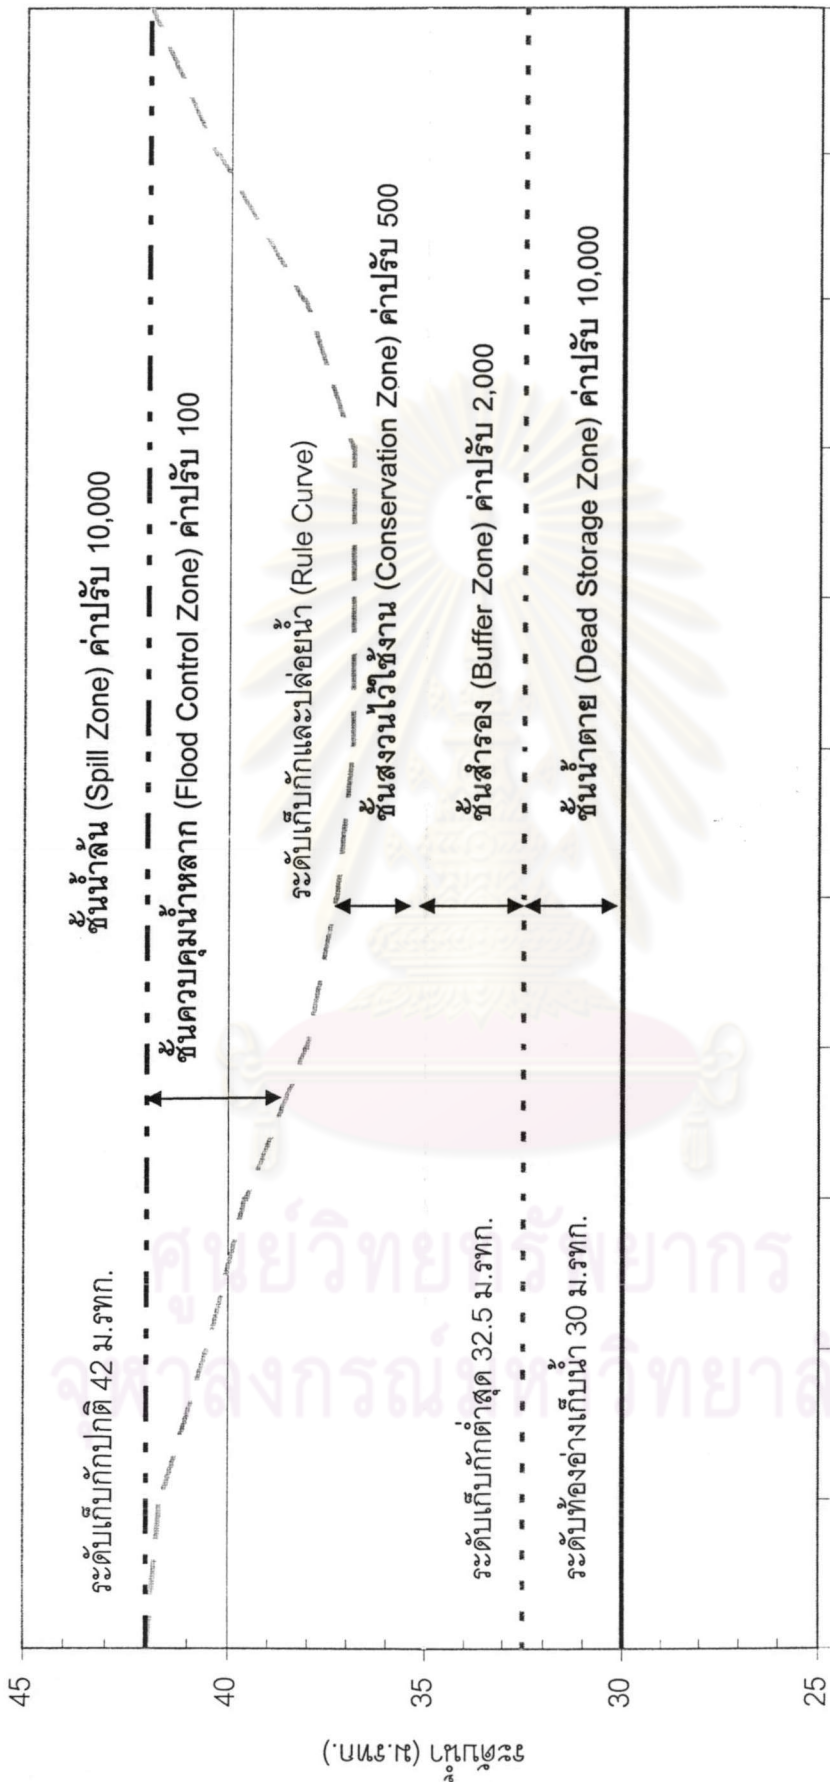 ระดับน้ำ (ม.รทก.)
45
40
35
30
25
ชั้นน้ำล้น (Spill Zone) ค่าปรับ 10,000
ระดับเก็บกักปกติ 42 ม.รทก.
ชั้นควบคุมน้ำหลาก (Flood Control Zone) ค่าปรับ 100
ระดับเก็บกักและปล่อยน้ำ (Rule Curve)
ชั้นสงวนไว้ใช้งาน (Conservation Zone) ค่าปรับ 500
ชั้นสำรอง (Buffer Zone) ค่าปรับ 2,000
ระดับเก็บกักต่ำสุด 32.5 ม.รทก.
ชั้นน้ำตาย (Dead Storage Zone) ค่าปรับ 10,000
ระดับท้องอ่างเก็บน้ำ 30 ม.รทก.
ศูนย์วิทยทรัพยากร
จุฬาลงกรณ์มหาวิทยาลั